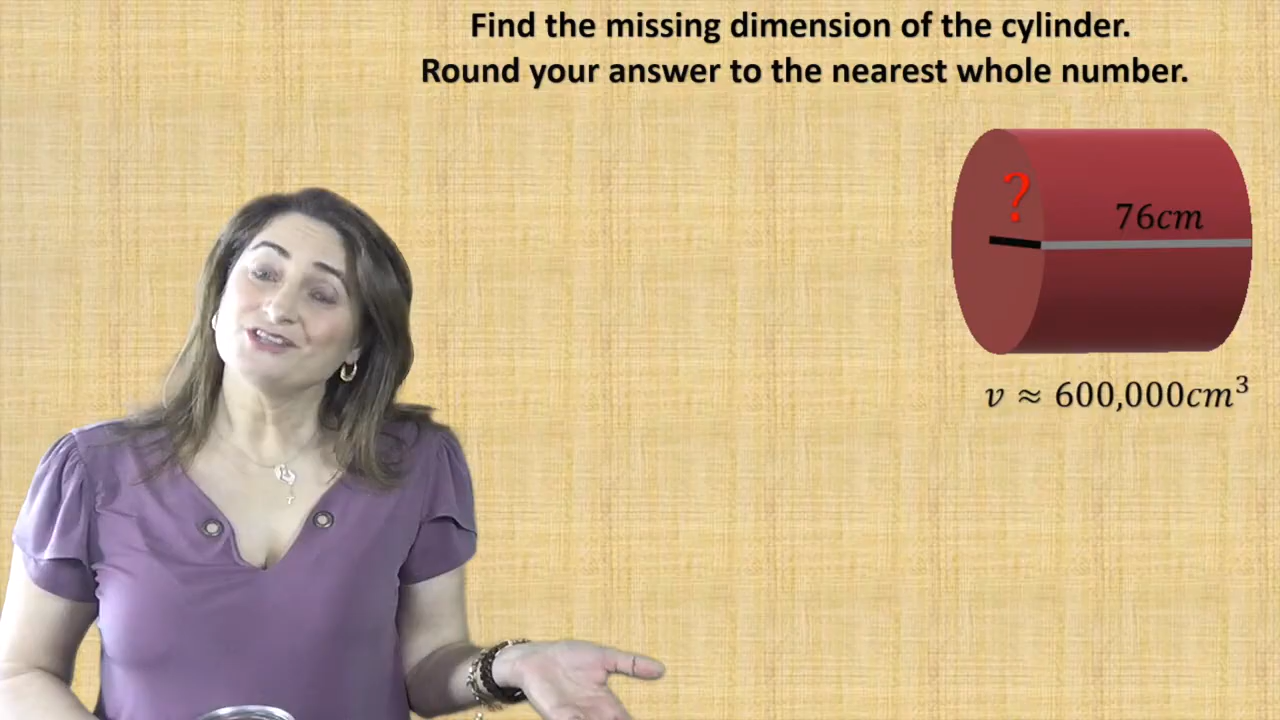 Find the missing dimension of the cylinder.
Round your answer to the nearest whole number.
?
76cm
v ≈ 600,000cm³